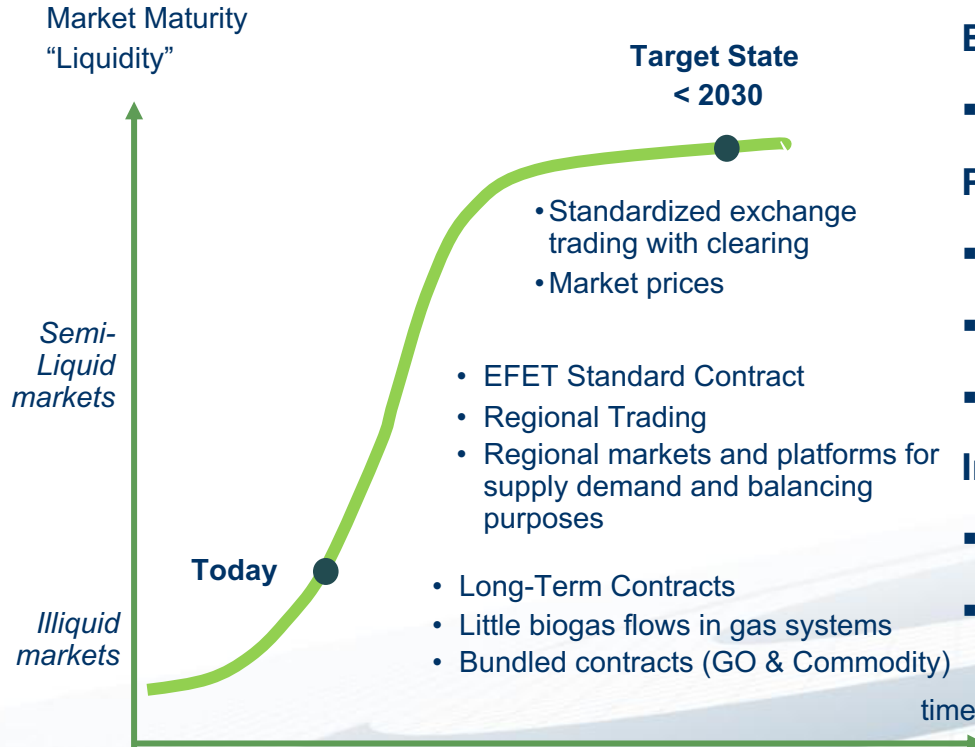 Market Maturity
“Liquidity”
Target State
< 2030
• Standardized exchange
trading with clearing
• Market prices
Semi-
Liquid
markets
• EFET Standard Contract
• Regional Trading
• Regional markets and platforms for
supply demand and balancing
purposes
Today
Illiquid
markets
• Long-Term Contracts
• Little biogas flows in gas systems
• Bundled contracts (GO & Commodity)
time